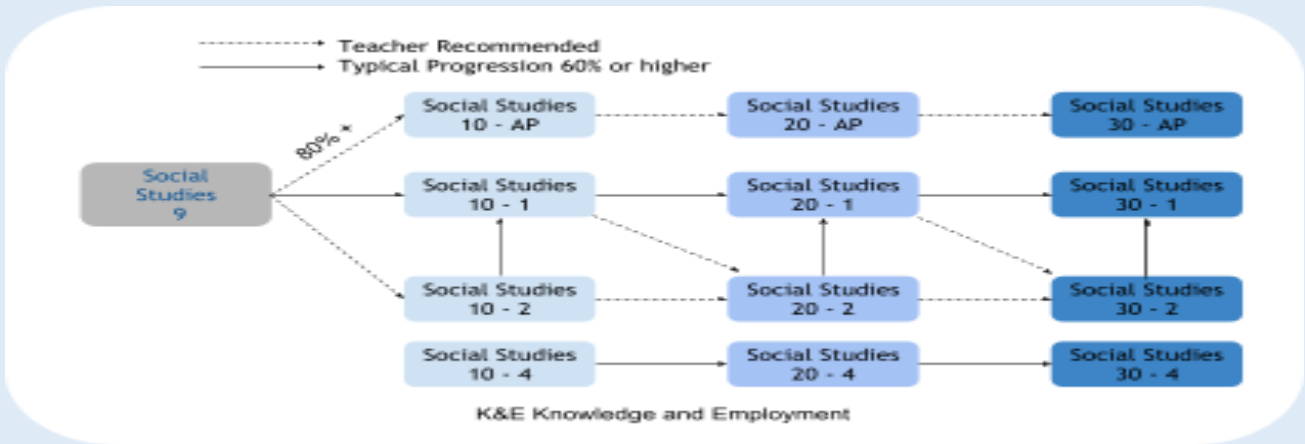 Teacher Recommended
Typical Progression 60% or higher
Social Studies
10 - AP
Social Studies
20 - AP
Social Studies
30 - AP
80% +
Social
Studies
9
Social Studies
10 - 1
Social Studies
20 - 1
Social Studies
30 - 1
Social Studies
10 - 2
Social Studies
20 - 2
Social Studies
30 - 2
Social Studies
10 - 4
Social Studies
20 - 4
Social Studies
30 - 4
K&E Knowledge and Employment